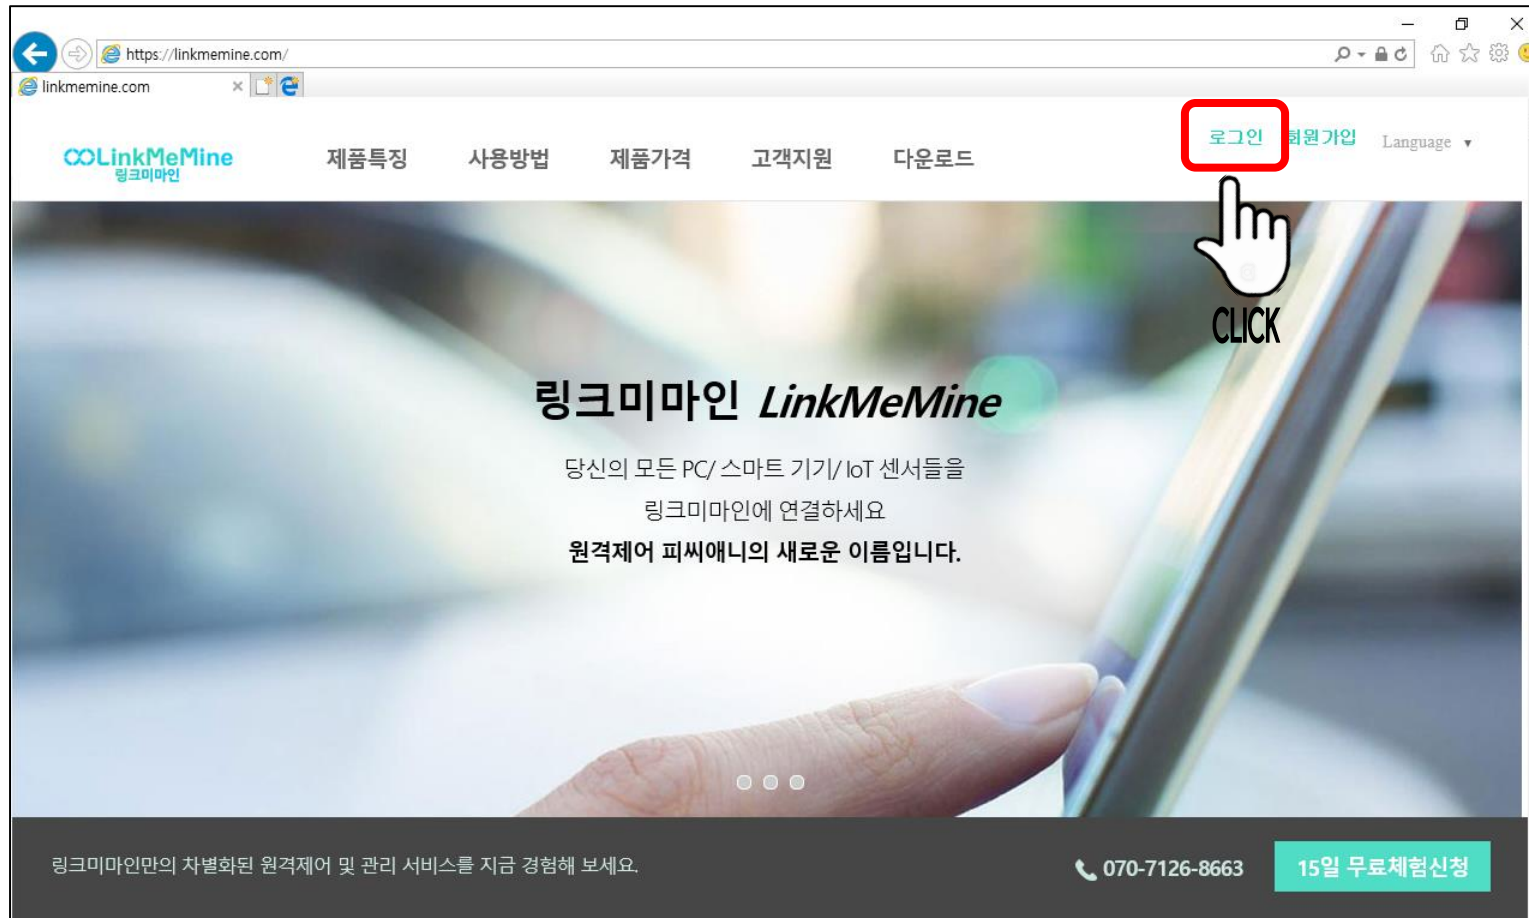 https://linkmemine.com/
linkmemine.com
LinkMeMine
링크미마인
제품특징 사용방법 제품가격 고객지원 다운로드
로그인 회원가입 Language
CLICK
링크미마인 LinkMeMine
당신의 모든 PC/ 스마트 기기/ IoT 센서들을
링크미마인에 연결하세요
원격제어 피씨애니의 새로운 이름입니다.
링크미마인만의 차별화된 원격제어 및 관리 서비스를 지금 경험해 보세요.
070-7126-8663
15일 무료체험신청